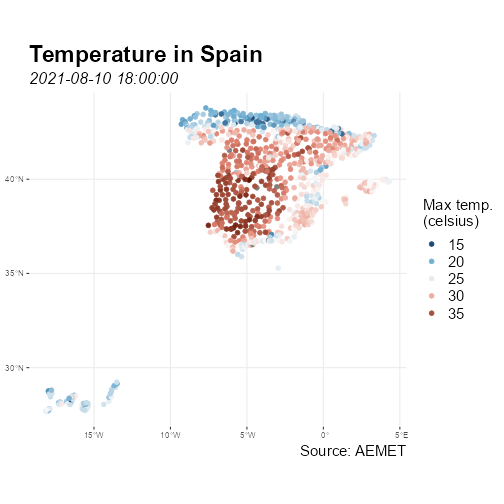 Temperature in Spain
2021-08-10 18:00:00
40°N
35°N
30°N
15°W
10°W
5°W
0°
5°E
Max temp.
(celsius)
15
20
25
30
35
Source: AEMET